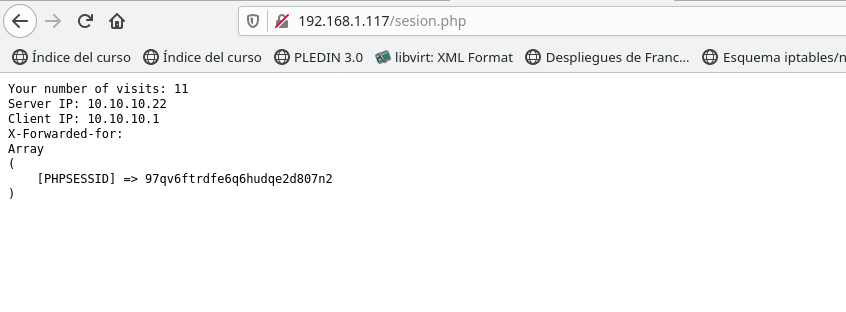 192.168.1.117/sesion.php
Índice del curso Índice del curso PLEDIN 3.0 libvirt: XML Format Despliegues de Franc... Esquema iptables/n
Your number of visits: 11
Server IP: 10.10.10.22
Client IP: 10.10.10.1
X-Forwarded-for:
Array
(
[PHPSESSID] => 97qv6ftrdfe6q6hudqe2d807n2
)